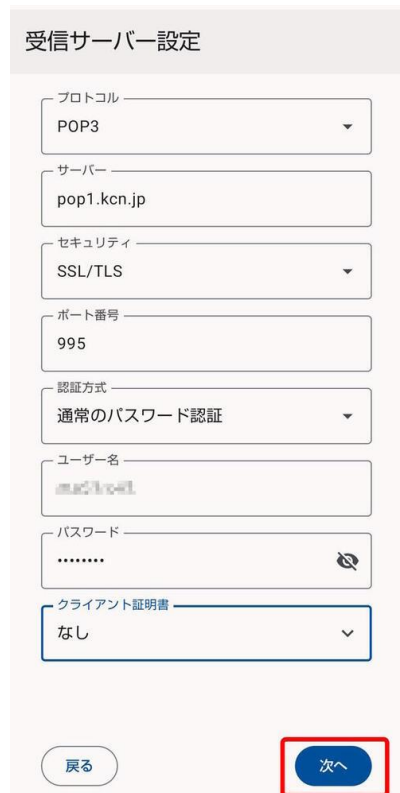 受信サーバー設定
プロトコル
POP3
サーバー
pop1.kcn.jp
セキュリティ
SSL/TLS
ポート番号
995
認証方式
通常のパスワード認証
ユーザー名
パスワード
••••••••
クライアント証明書
なし
戻る
次へ